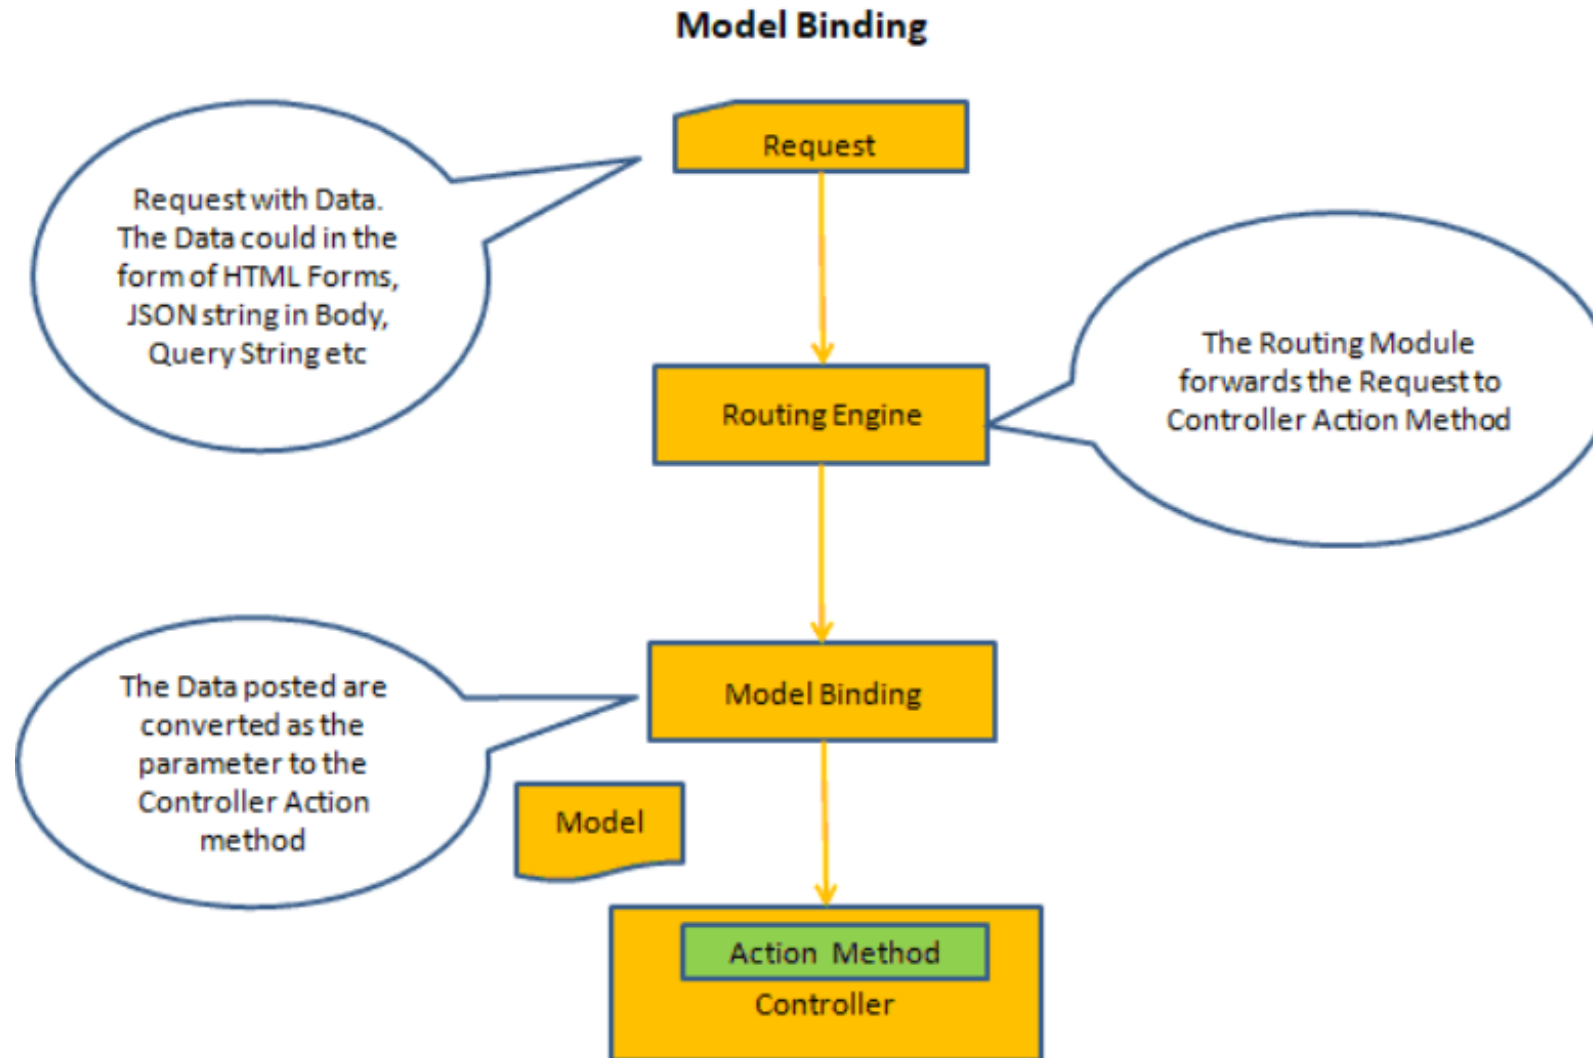 Model Binding
Request
Request with Data.
The Data could in the
form of HTML Forms,
JSON string in Body,
Query String etc
The Routing Module
forwards the Request to
Controller Action Method
Routing Engine
The Data posted are
converted as the
parameter to the
Controller Action
method
Model Binding
Model
Action Method
Controller